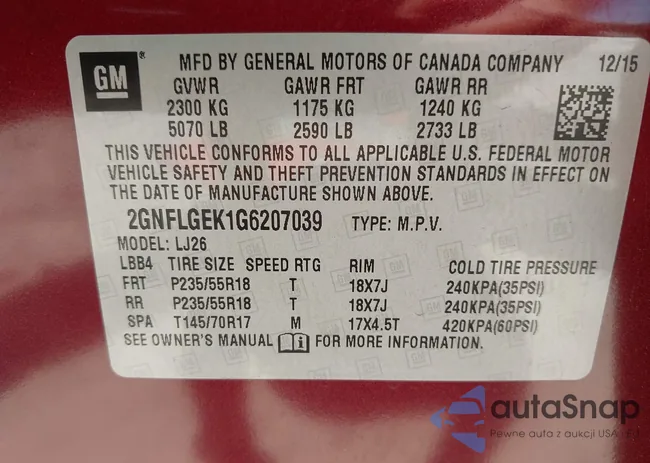 GM MFD BY GENERAL MOTORS OF CANADA COMPANY 12/15
GVWR GAWR FRT GAWR RR
2300 KG 1175 KG 1240 KG
5070 LB 2590 LB 2733 LB
THIS VEHICLE CONFORMS TO ALL APPLICABLE U.S. FEDERAL MOTOR
VEHICLE SAFETY AND THEFT PREVENTION STANDARDS IN EFFECT ON
THE DATE OF MANUFACTURE SHOWN ABOVE.
2GNFLGEK1G6207039 TYPE: M.P.V.
MODEL: LJ26
LBB4 TIRE SIZE SPEED RTG RIM COLD TIRE PRESSURE
FRT P235/55R18 T 18X7J 240KPA(35PSI)
RR P235/55R18 T 18X7J 240KPA(35PSI)
SPA T145/70R17 M 17X4.5T 420KPA(60PSI)
SEE OWNER'S MANUAL FOR MORE INFORMATION.
autaSnap
Pewne auta z aukcji USA